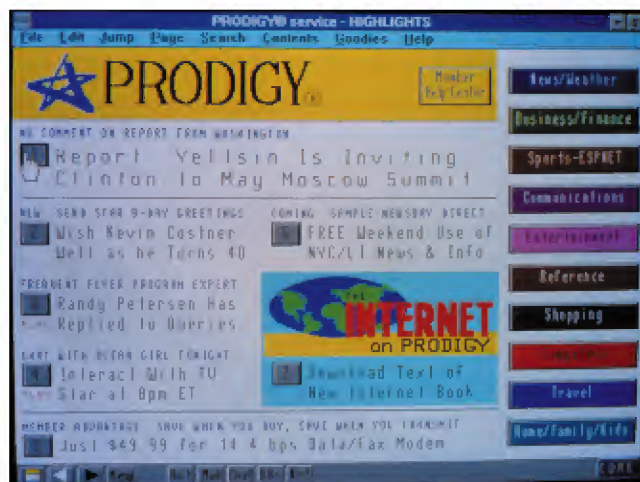 PRODIGY® service - HIGHLIGHTS
File Edit Jump Page Search Contents Goodies Help
PRODIGY®
Member
Help Center
NO COMMENT ON REPORT FROM WASHINGTON
Report: Yeltsin Is Inviting
Clinton To May Moscow Summit
NEW SEND STAR B-DAY GREETINGS
2 Wish Kevin Costner
Well as he Turns 40
COMING SAMPLE NEWSDAY DIRECT
FREE Weekend Use of
NYC/LI News & Info
FREQUENT FLYER PROGRAM EXPERT
Randy Petersen Has
Replied to Queries
THE
INTERNET
on PRODIGY
CHAT WITH OCEAN GIRL TONIGHT
4 Interact With TV
Star at 8pm ET
7 Download Text of
New Internet Book
MEMBER ADVANTAGE SAVE WHEN YOU BUY, SAVE WHEN YOU TRANSMIT
Just $49.99 for 14.4 bps Data/Fax Modem
News/Weather
Business/Finance
Sports-ESPNET
Communications
Entertainment
Reference
Shopping
Computers
Travel
Home/Family/Kids